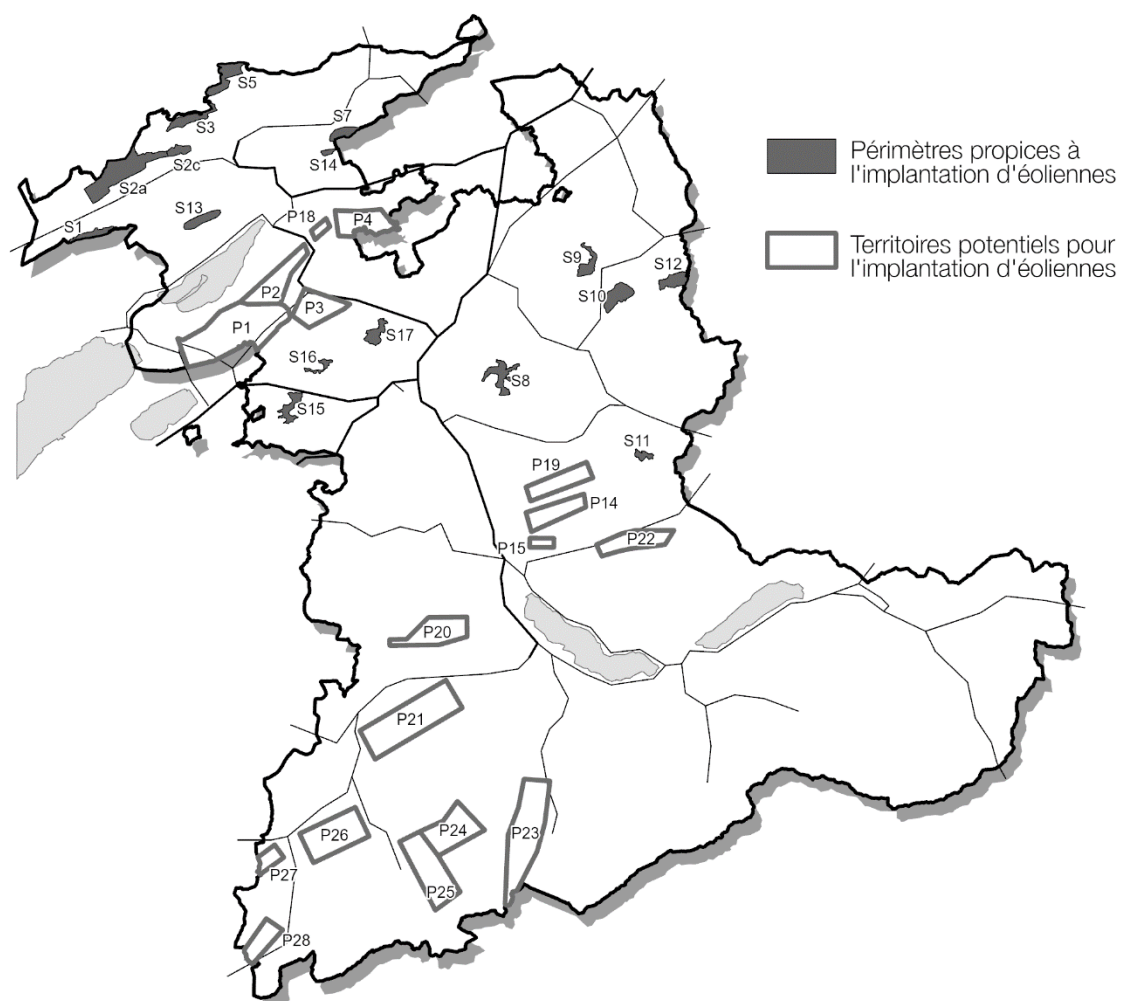 S5
S3
S7
S2c
S14
S2a
S13
S1
P18
P4
Périmètres propices à
l'implantation d'éoliennes
Territoires potentiels pour
l'implantation d'éoliennes
S9
S12
S10
P2
P3
P1
S17
S16
S8
S15
S11
P19
P14
P15
P22
P20
P21
P23
P24
P26
P25
P27
P28